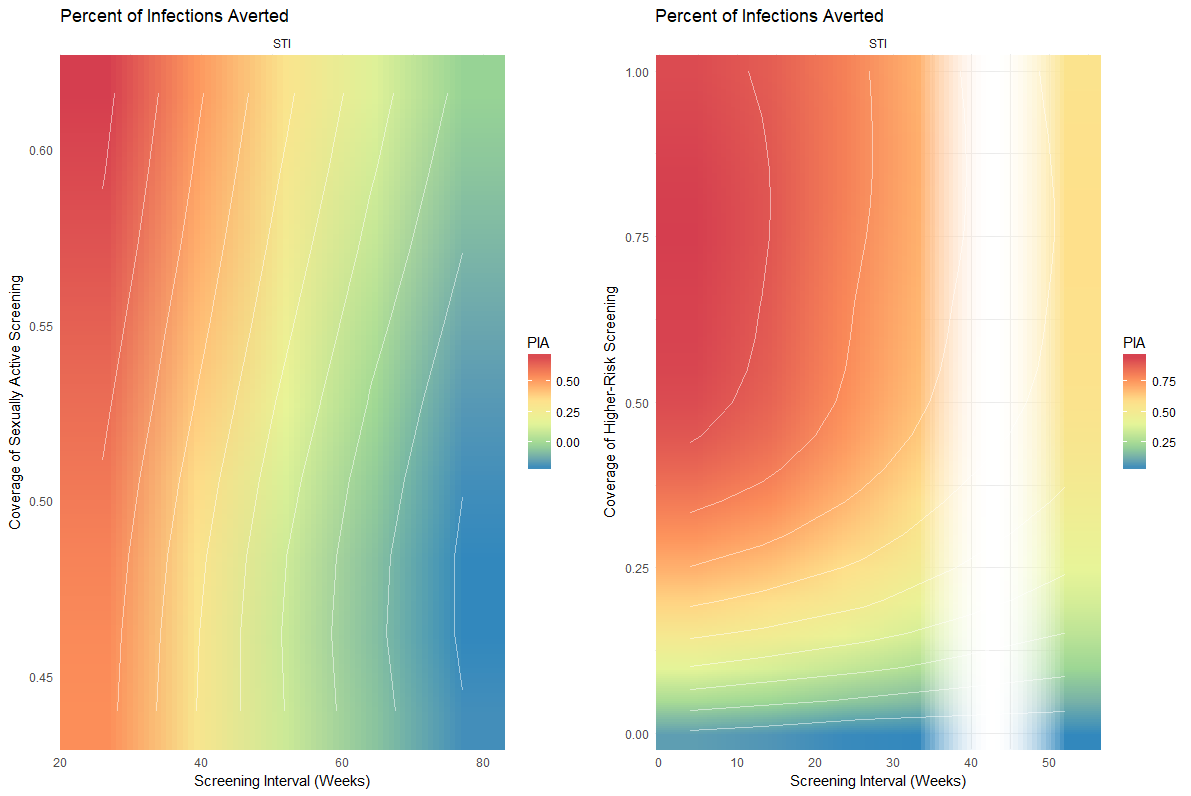 Percent of Infections Averted
STI
Coverage of Sexually Active Screening
0.60
0.55
0.50
0.45
20
40
60
80
Screening Interval (Weeks)
PIA
0.50
0.25
0.00
Percent of Infections Averted
STI
Coverage of Higher-Risk Screening
1.00
0.75
0.50
0.25
0.00
0
10
20
30
40
50
Screening Interval (Weeks)
PIA
0.75
0.50
0.25